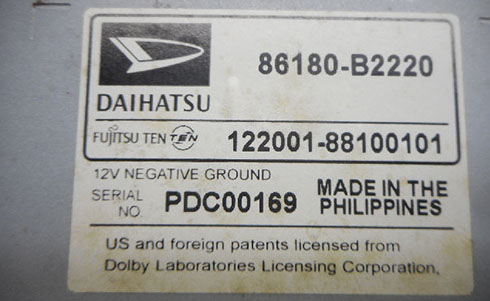 86180-B2220
DAIHATSU
FUJITSU TEN TEN 122001-88100101
12V NEGATIVE GROUND
SERIAL NO. PDC00169
MADE IN THE PHILIPPINES
US and foreign patents licensed from
Dolby Laboratories Licensing Corporation.